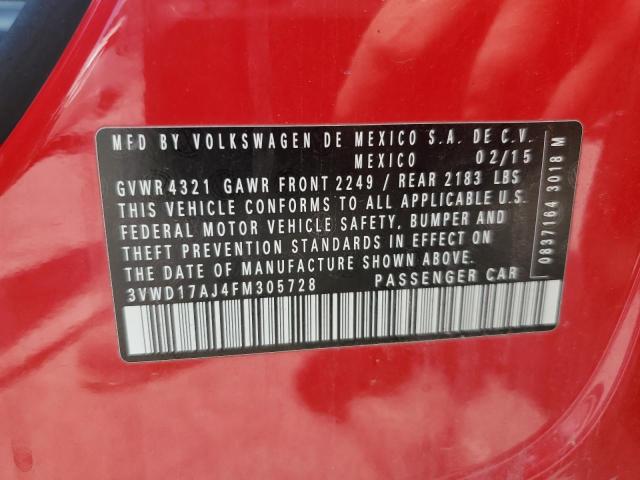 MFD BY VOLKSWAGEN DE MEXICO S.A. DE C.V.
MEXICO 02/15
GVWR 4321 GAWR FRONT 2249 / REAR 2183 LBS
THIS VEHICLE CONFORMS TO ALL APPLICABLE U.S.
FEDERAL MOTOR VEHICLE SAFETY, BUMPER AND
THEFT PREVENTION STANDARDS IN EFFECT ON
THE DATE OF MANUFACTURE SHOWN ABOVE.
3VWD17AJ4FM305728 PASSENGER CAR
0837164 3018 M